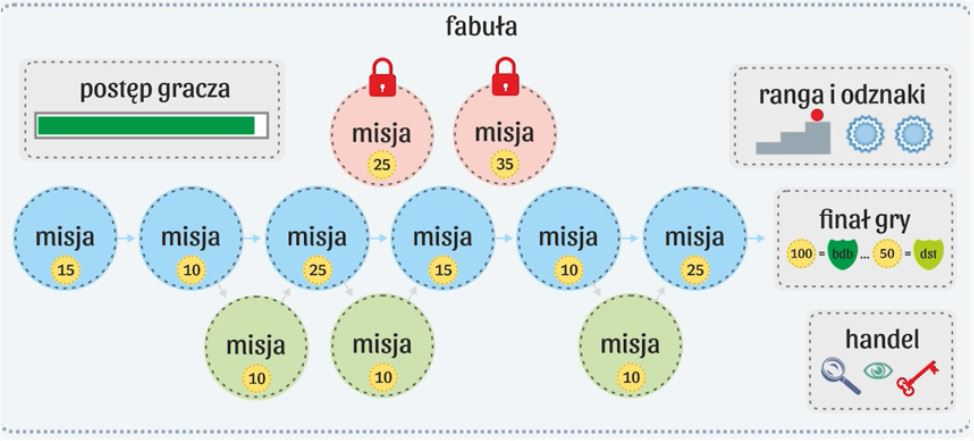 fabuła
postęp gracza
misja
25
misja
35
ranga i odznaki
misja
15
misja
10
misja
25
misja
15
misja
10
misja
25
finał gry
100 = bdb ... 50 = dst
misja
10
misja
10
misja
10
handel